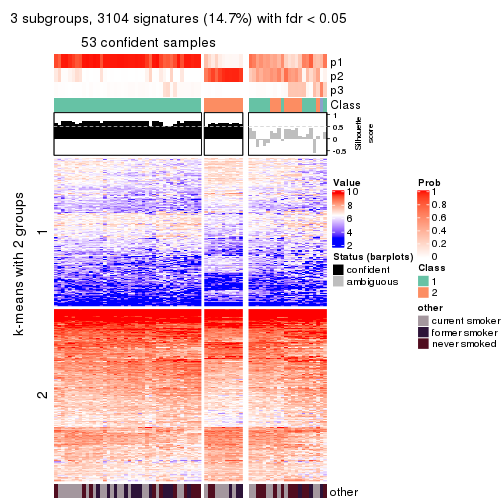 3 subgroups, 3104 signatures (14.7%) with fdr < 0.05
53 confident samples
p1
p2
p3
Class
1
0.5
0
-0.5
Silhouette
score
k-means with 2 groups
1
2
Value
10
8
6
4
2
Status (barplots)
confident
ambiguous
Prob
1
0.8
0.6
0.4
0.2
0
Class
1
2
other
current smoker
former smoker
never smoked
other